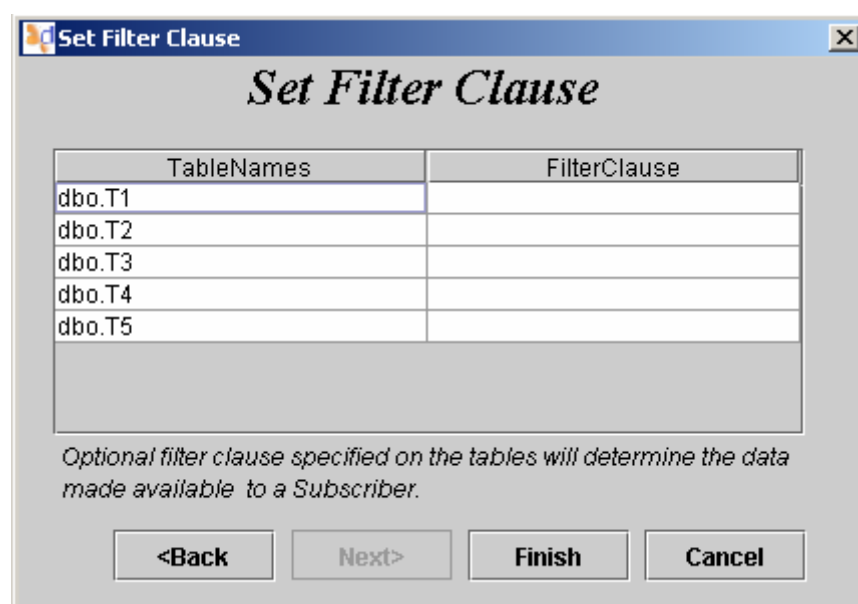 Set Filter Clause
Set Filter Clause
TableNames FilterClause
dbo.T1
dbo.T2
dbo.T3
dbo.T4
dbo.T5
Optional filter clause specified on the tables will determine the data
made available to a Subscriber.
<Back Next> Finish Cancel